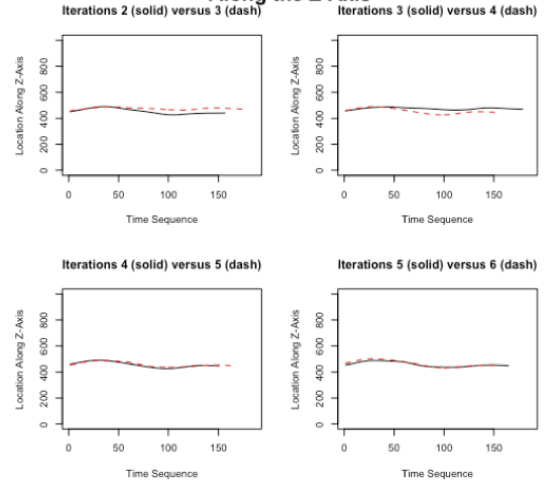 Along the Z-Axis
Iterations 2 (solid) versus 3 (dash)
Location Along Z-Axis
0 200 400 600 800
0 50 100 150
Time Sequence
Iterations 3 (solid) versus 4 (dash)
Location Along Z-Axis
0 200 400 600 800
0 50 100 150
Time Sequence
Iterations 4 (solid) versus 5 (dash)
Location Along Z-Axis
0 200 400 600 800
0 50 100 150
Time Sequence
Iterations 5 (solid) versus 6 (dash)
Location Along Z-Axis
0 200 400 600 800
0 50 100 150
Time Sequence